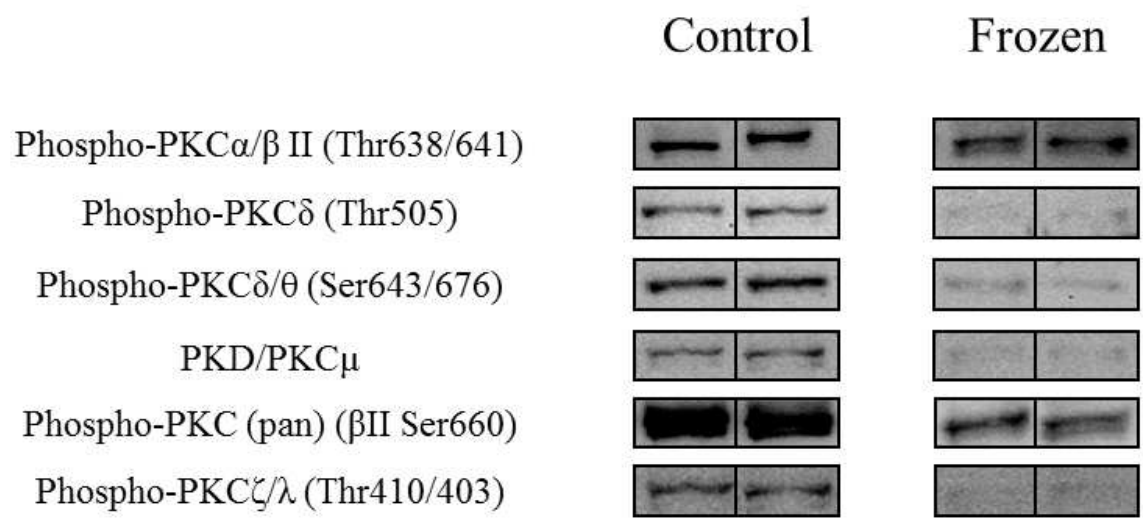 Control Frozen
Phospho-PKCα/β II (Thr638/641)
Phospho-PKCδ (Thr505)
Phospho-PKCδ/θ (Ser643/676)
PKD/PKCμ
Phospho-PKC (pan) (βII Ser660)
Phospho-PKCζ/λ (Thr410/403)